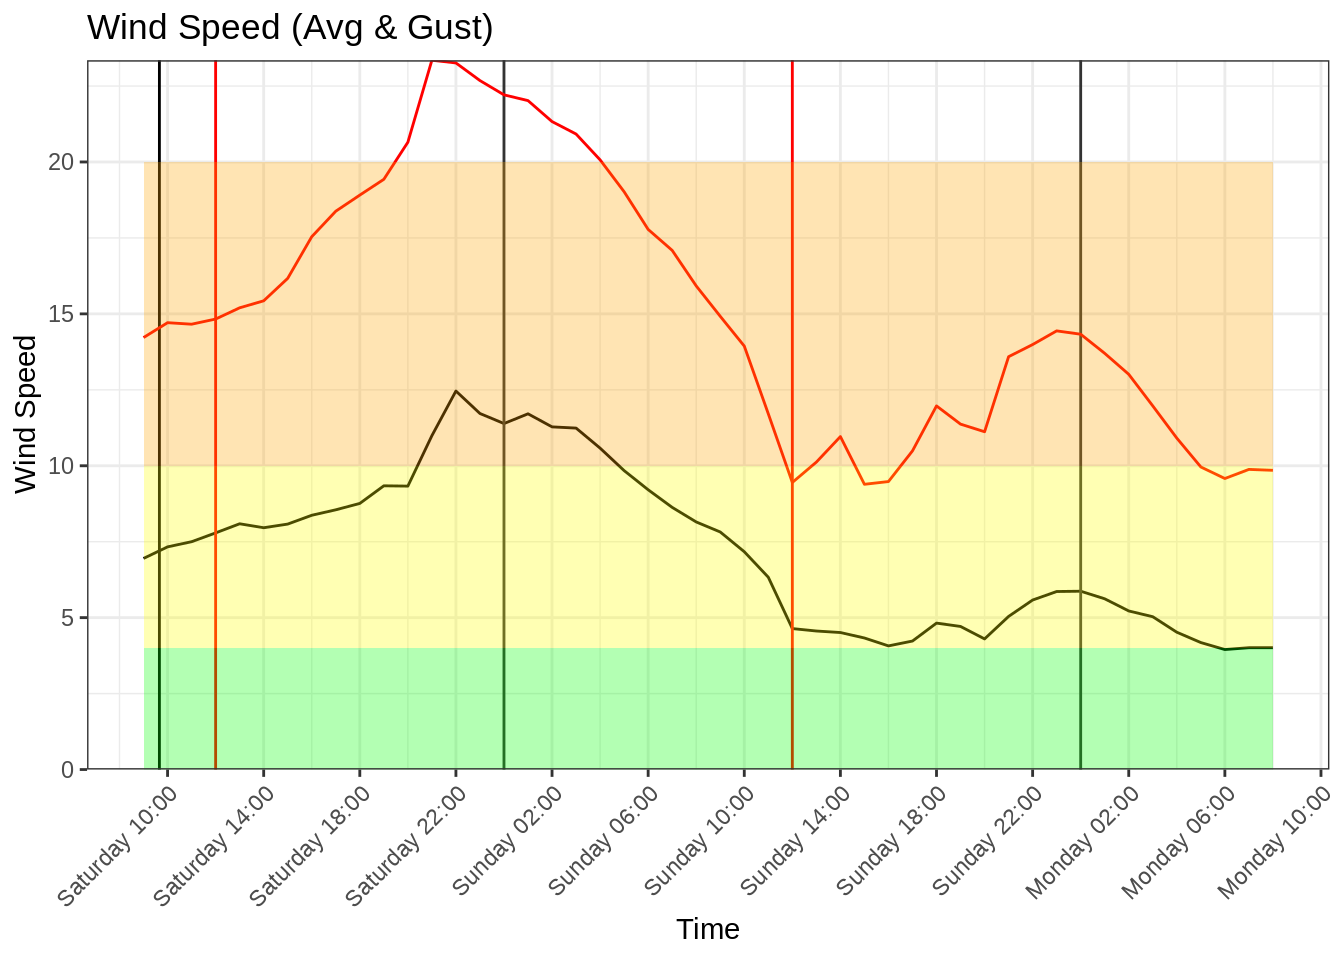 Wind Speed (Avg & Gust)
Wind Speed
20
15
10
5
0
Saturday 10:00
Saturday 14:00
Saturday 18:00
Saturday 22:00
Sunday 02:00
Sunday 06:00
Sunday 10:00
Sunday 14:00
Sunday 18:00
Sunday 22:00
Monday 02:00
Monday 06:00
Monday 10:00
Time